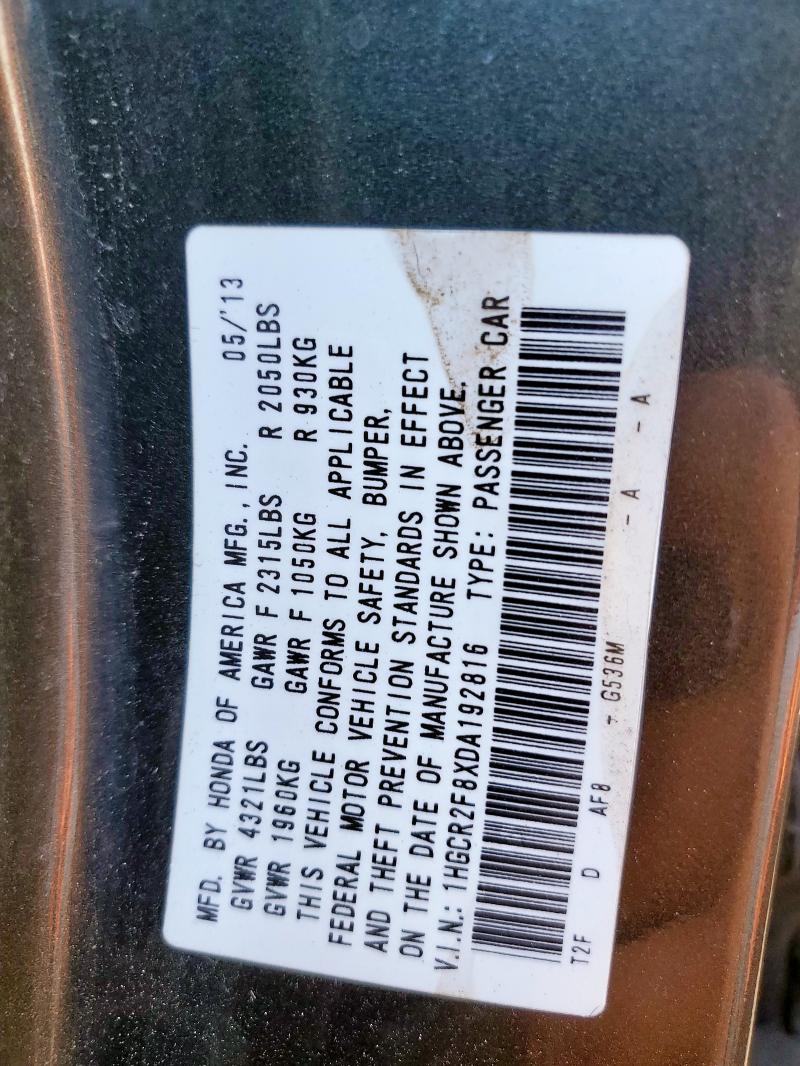 MFD. BY HONDA OF AMERICA MFG., INC. 05/'13
GVWR 4321LBS GAWR F 2315LBS R 2050LBS
GVWR 1960KG GAWR F 1050KG R 930KG
THIS VEHICLE CONFORMS TO ALL APPLICABLE
FEDERAL MOTOR VEHICLE SAFETY, BUMPER,
AND THEFT PREVENTION STANDARDS IN EFFECT
ON THE DATE OF MANUFACTURE SHOWN ABOVE.
V.I.N.: 1HGCR2F8XDA192816 TYPE: PASSENGER CAR
T2F D AF8 - G536M - A - A